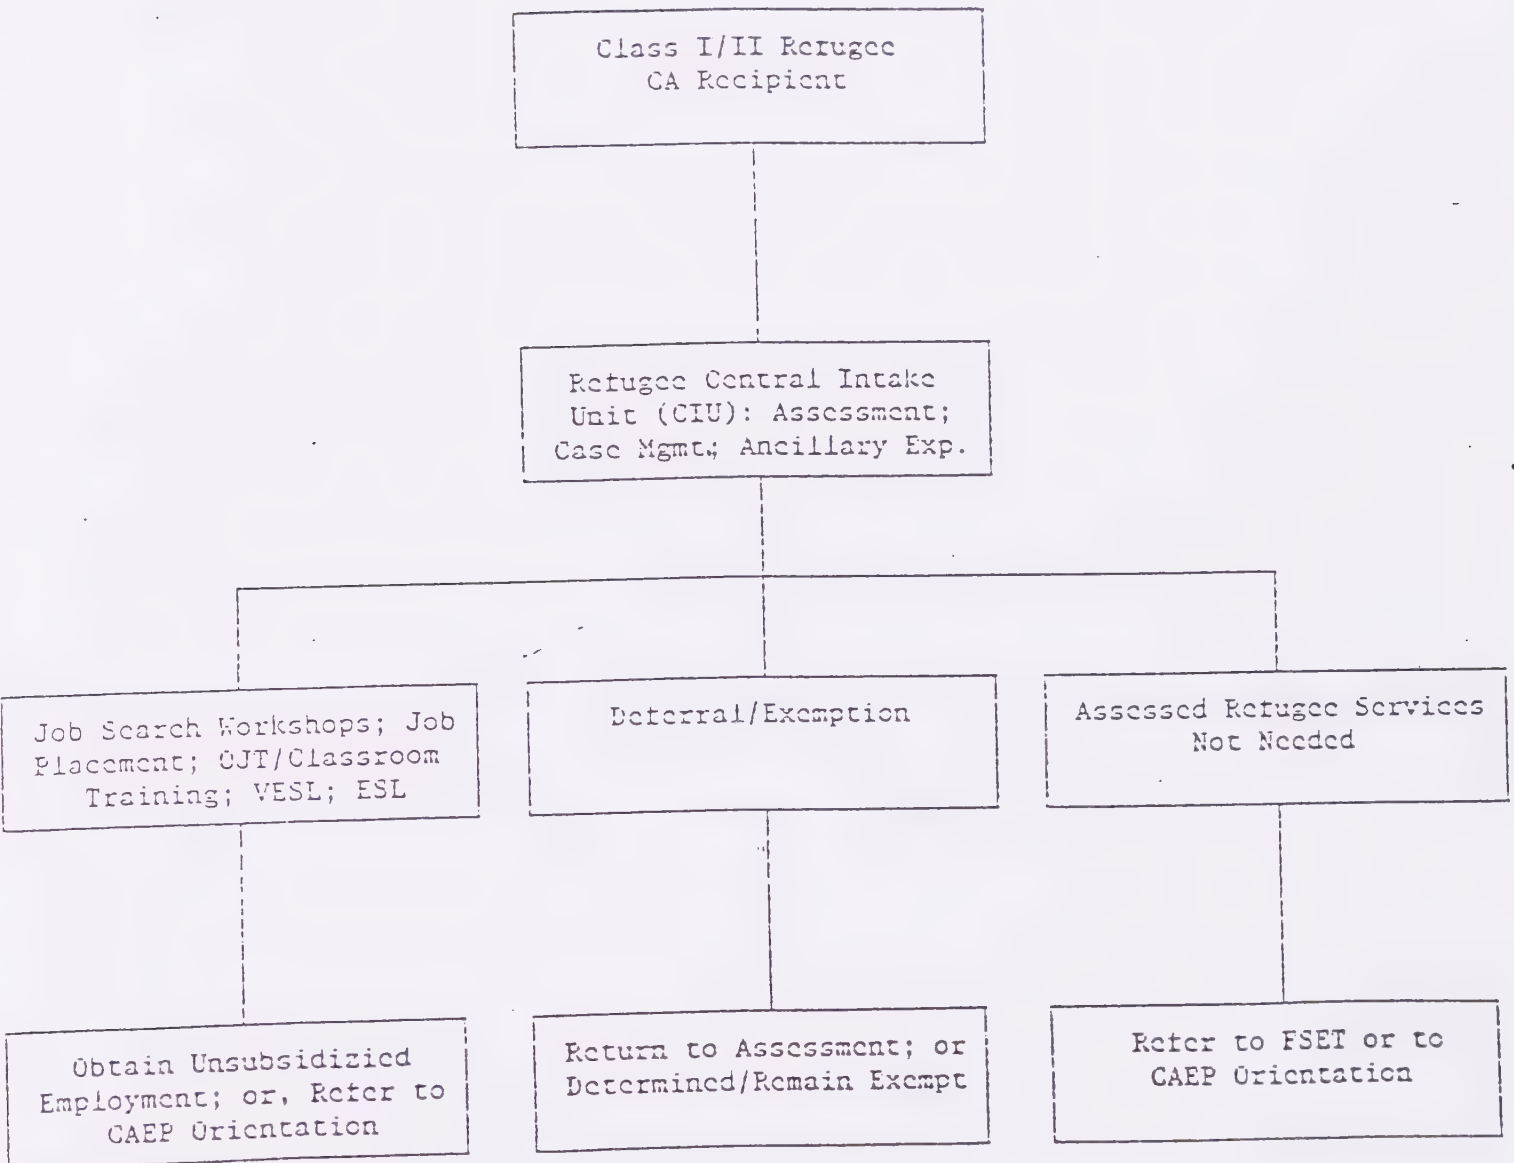 Class I/II Refugee
CA Recipient
Refugee Central Intake
Unit (CIU): Assessment;
Case Mgmt; Ancillary Exp.
Job Search Workshops; Job
Placement; OJT/Classroom
Training; VESL; ESL
Deferral/Exemption
Assessed Refugee Services
Not Needed
Obtain Unsubsidizied
Employment; or, Refer to
CAEP Orientation
Return to Assessment; or
Determined/Remain Exempt
Refer to FSET or to
CAEP Orientation